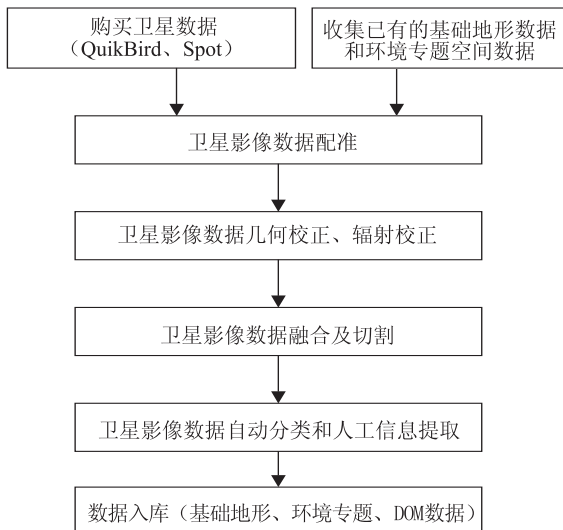 购买卫星数据
（QuikBird、Spot）
收集已有的基础地形数据
和环境专题空间数据
卫星影像数据配准
卫星影像数据几何校正、辐射校正
卫星影像数据融合及切割
卫星影像数据自动分类和人工信息提取
数据入库（基础地形、环境专题、DOM数据）